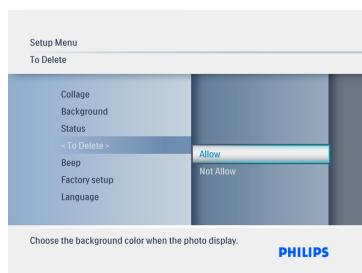 Setup Menu
To Delete
Collage
Background
Status
< To Delete >
Beep
Factory setup
Language
Allow
Not Allow
Choose the background color when the photo display.
PHILIPS